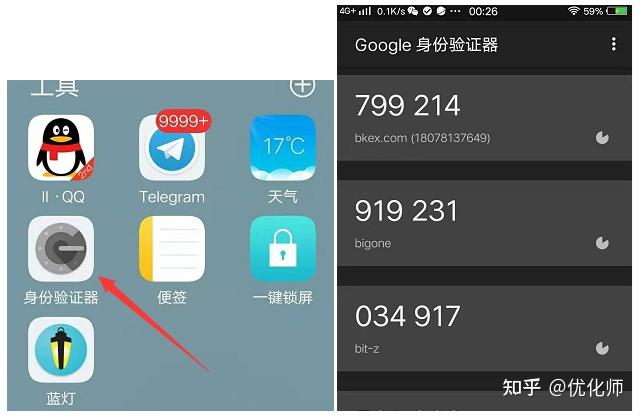 工具
9999+
17℃
2nd
II · QQ
Telegram
天气
身份验证器
便签
一键锁屏
蓝灯
4G+ 0.1K/s ··· 00:26 59%
Google 身份验证器
799 214
bkex.com (18078137649)
919 231
bigone
034 917
bit-z
知乎 @优化师